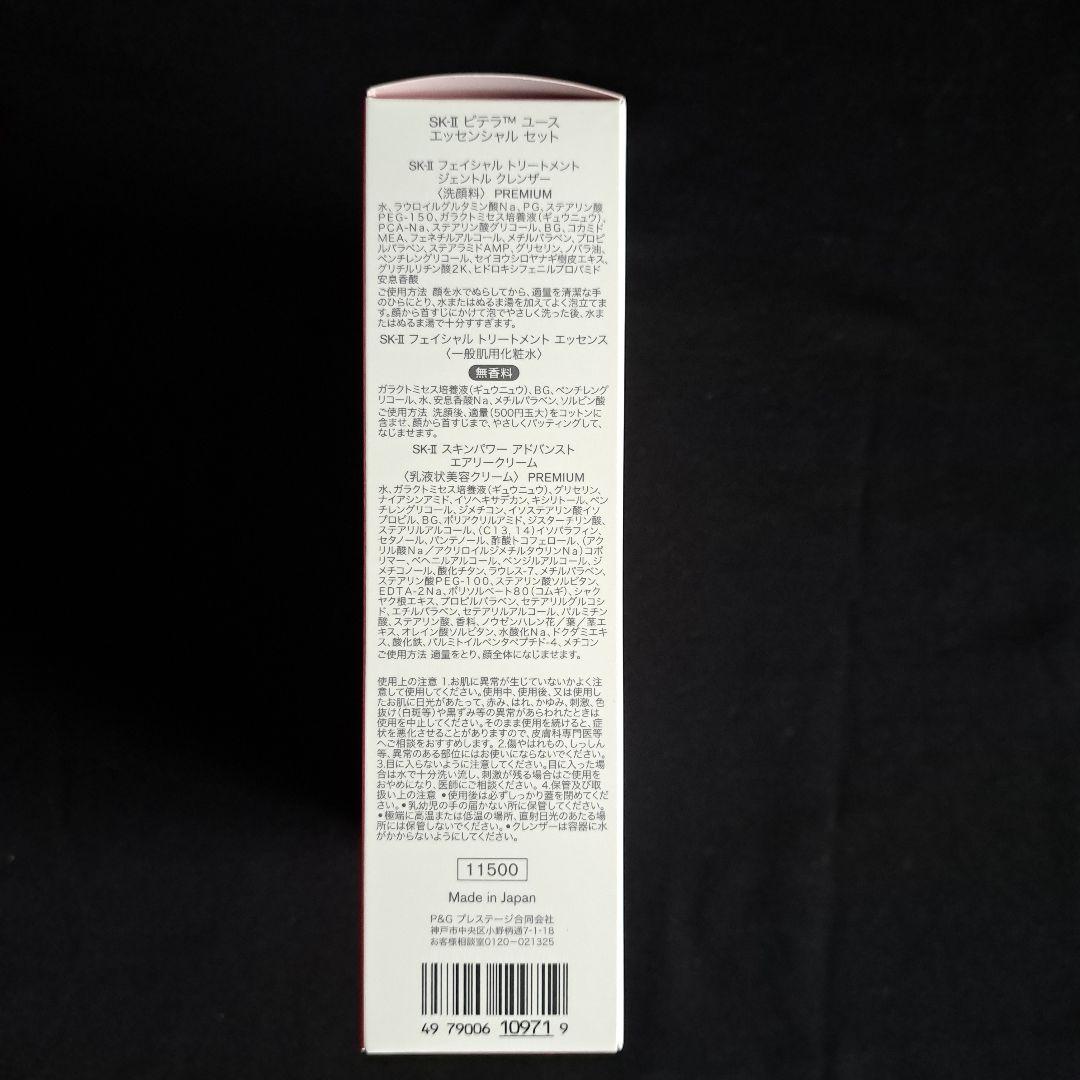 SK-II ピテラ™ ユース
エッセンシャル セット
SK-II フェイシャル トリートメント
ジェントル クレンザー
〈洗顔料〉 PREMIUM
水、ラウロイルグルタミン酸Na、PG、ステアリン酸
PEG-150、ガラクトミセス培養液(ギュウニュウ)、
PCA-Na、ステアリン酸グリコール、BG、コカミド
MEA、フェネチルアルコール、メチルパラベン、プロピ
ルパラベン、ステアラミドAMP、グリセリン、ノバラ油、
ペンチレングリコール、セイヨウシロヤナギ樹皮エキス、
グリチルリチン酸2K、ヒドロキシフェニルプロパミド
安息香酸
ご使用方法 顔を水でぬらしてから、適量を清潔な手
のひらにとり、水またはぬるま湯を加えてよく泡立てま
す。顔から首すじにかけて泡でやさしく洗った後、水ま
たはぬるま湯で十分すすぎます。
SK-II フェイシャル トリートメント エッセンス
〈一般肌用化粧水〉
無香料
ガラクトミセス培養液(ギュウニュウ)、BG、ペンチレング
リコール、水、安息香酸Na、メチルパラベン、ソルビン酸
ご使用方法 洗顔後、適量(500円玉大)をコットンに
含ませ、顔から首すじまで、やさしくパッティングして、
なじませます。
SK-II スキンパワー アドバンスト
エアリークリーム
〈乳液状美容クリーム〉 PREMIUM
水、ガラクトミセス培養液(ギュウニュウ)、グリセリン、
ナイアシンアミド、イソヘキサデカン、キシリトール、ペン
チレングリコール、ジメチコン、イソステアリン酸イソ
プロピル、BG、ポリアクリルアミド、ジスターチリン酸、
ステアリルアルコール、(C13,14)イソパラフィン、
セタノール、パンテノール、酢酸トコフェロール、(アク
リル酸Na/アクリロイルジメチルタウリンNa)コポ
リマー、ベヘニルアルコール、ベンジルアルコール、ジ
メチコノール、酸化チタン、ラウレス-7、メチルパラベン、
ステアリン酸PEG-100、ステアリン酸ソルビタン、
EDTA-2Na、ポリソルベート80(コムギ)、シャク
ヤク根エキス、プロピルパラベン、セテアリルグルコシ
ド、エチルパラベン、セテアリルアルコール、パルミチン
酸、ステアリン酸、香料、ノウゼンハレン花/葉/茎エ
キス、オレイン酸ソルビタン、水酸化Na、ドクダミエキ
ス、酸化鉄、パルミトイルペンタペプチド-4、メチコン
ご使用方法 適量をとり、顔全体になじませます。
使用上の注意 1.お肌に異常が生じていないかよく注
意して使用してください。使用中、使用後、又は使用し
たお肌に日光があたって、赤み、はれ、かゆみ、刺激、色
抜け(白斑等)や黒ずみ等の異常があらわれたときは
使用を中止してください。そのまま使用を続けると、症
状を悪化させることがありますので、皮膚科専門医等
へご相談をおすすめします。2.傷やはれもの、しっしん
等、異常のある部位にはお使いにならないでください。
3.目に入らないように注意してください。目に入った場
合は水で十分洗い流し、刺激が残る場合はご使用を
おやめになり、医師にご相談ください。4.保管及び取
扱い上の注意 •使用後は必ずしっかり蓋を閉めてくだ
さい。•乳幼児の手の届かない所に保管してください。
•極端に高温または低温の場所、直射日光のあたる場
所には保管しないでください。•クレンザーは容器に水
がかからないようにしてください。
11500
Made in Japan
P&G プレステージ合同会社
神戸市中央区小野柄通7-1-18
お客様相談室0120-021325
49 79006 10971 9